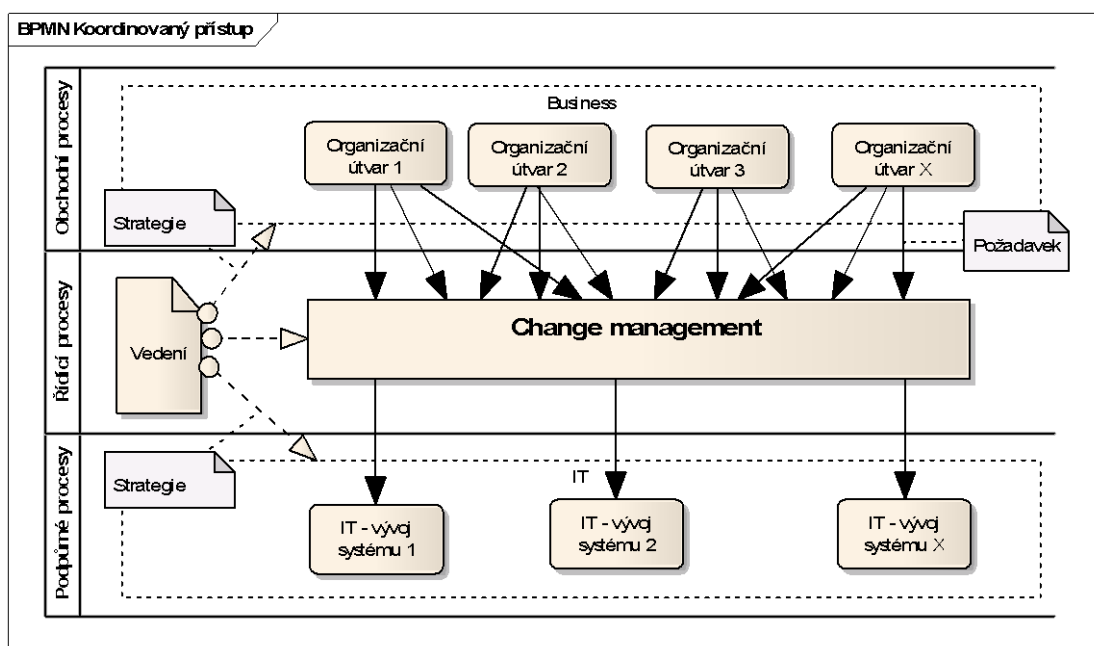 BPMN Koordinovaný přístup
Obchodní procesy
Business
Organizační
útvar 1
Organizační
útvar 2
Organizační
útvar 3
Organizační
útvar X
Strategie
Požadavek
Řídící procesy
Vedení
Change management
Podpůrné procesy
Strategie
IT
IT - vývoj
systému 1
IT - vývoj
systému 2
IT - vývoj
systému X